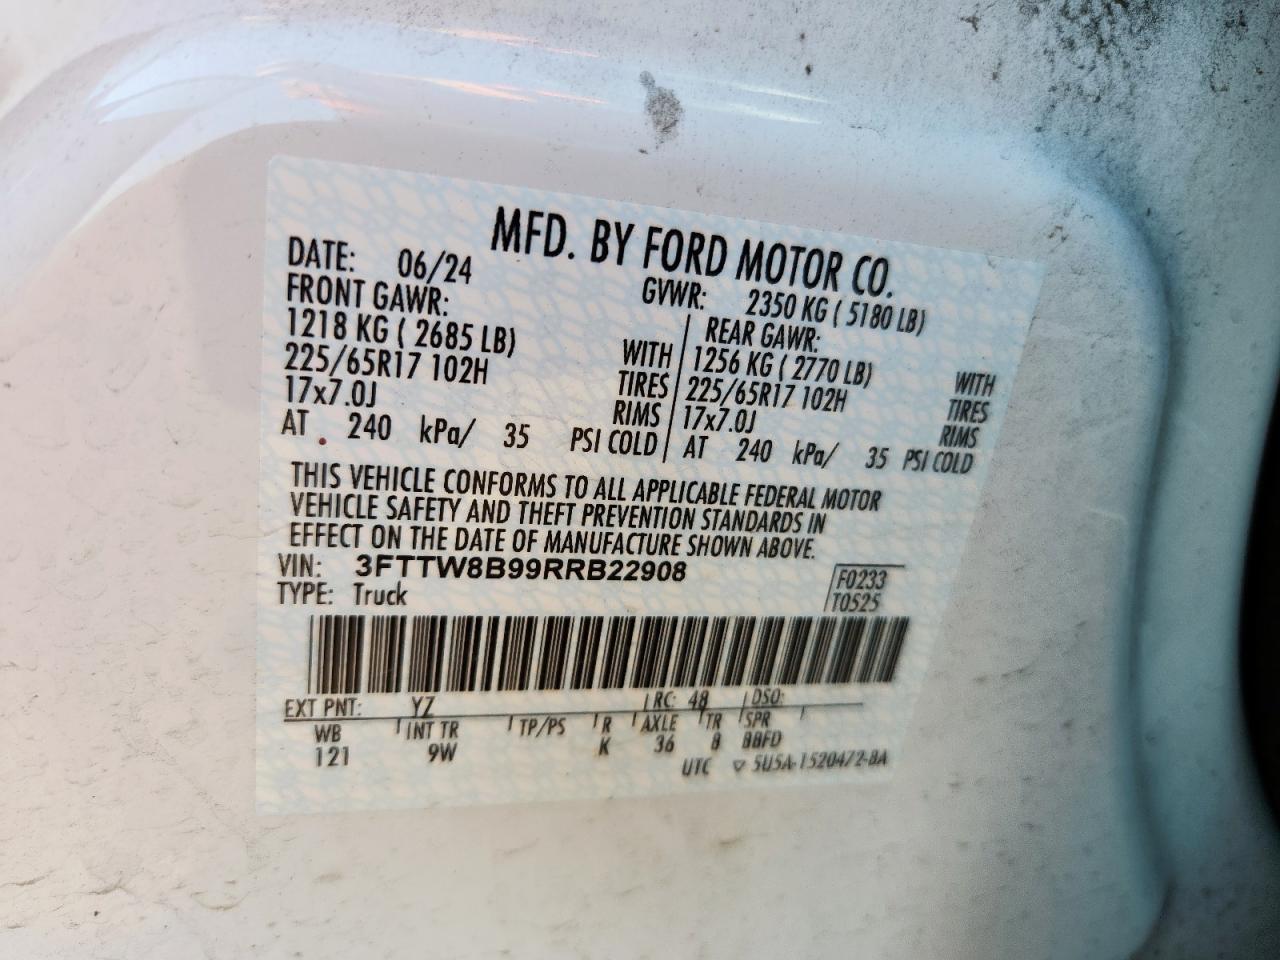 MFD. BY FORD MOTOR CO.
DATE: 06/24 GVWR: 2350 KG ( 5180 LB)
FRONT GAWR: REAR GAWR:
1218 KG ( 2685 LB) WITH 1256 KG ( 2770 LB) WITH
225/65R17 102H TIRES 225/65R17 102H TIRES
17x7.0J RIMS 17x7.0J RIMS
AT 240 kPa/ 35 PSI COLD AT 240 kPa/ 35 PSI COLD
THIS VEHICLE CONFORMS TO ALL APPLICABLE FEDERAL MOTOR
VEHICLE SAFETY AND THEFT PREVENTION STANDARDS IN
EFFECT ON THE DATE OF MANUFACTURE SHOWN ABOVE.
VIN: 3FTTW8B99RRB22908 F0233
TYPE: Truck T0525
EXT PNT: YZ RC: 48 DSO:
WB INT TR TP/PS R AXLE TR SPR
121 9W K 36 8 BBFD
UTC ▽ 5U5A-1520472-BA